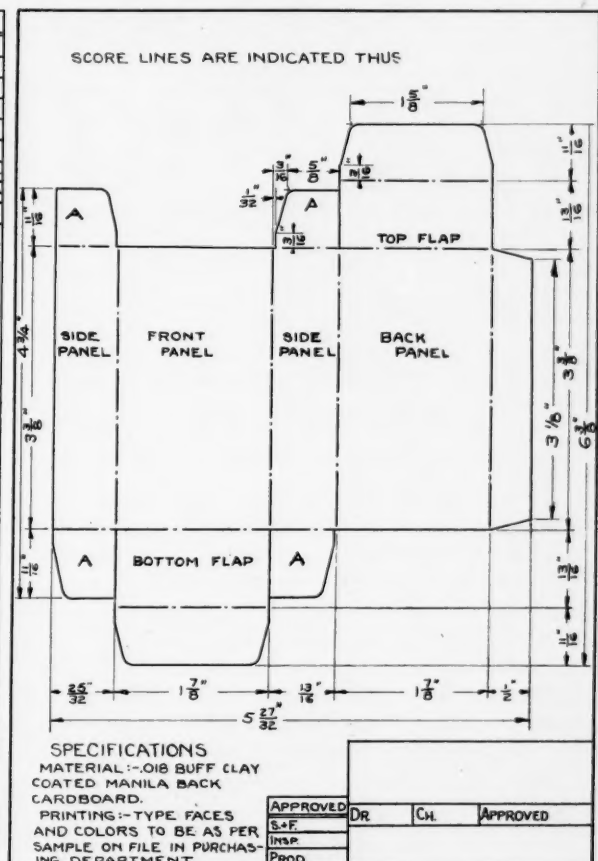 SCORE LINES ARE INDICATED THUS
1 5/8"
11/16"
3/16"
5/8"
3/16"
1/32"
A
A
13/16"
11/16"
3/16"
TOP FLAP
SIDE PANEL
FRONT PANEL
SIDE PANEL
BACK PANEL
4 3/4"
3 3/8"
3 1/8"
3 3/8"
6 3/8"
11/16"
A
BOTTOM FLAP
A
13/16"
11/16"
25/32"
1 7/8"
13/16"
1 7/8"
1/2"
5 27/32"
SPECIFICATIONS
MATERIAL:-.018 BUFF CLAY
COATED MANILA BACK
CARDBOARD.
PRINTING:-TYPE FACES
AND COLORS TO BE AS PER
SAMPLE ON FILE IN PURCHAS-
ING DEPARTMENT
APPROVED
S.+F.
INSP.
PROD.
DR. CH. APPROVED